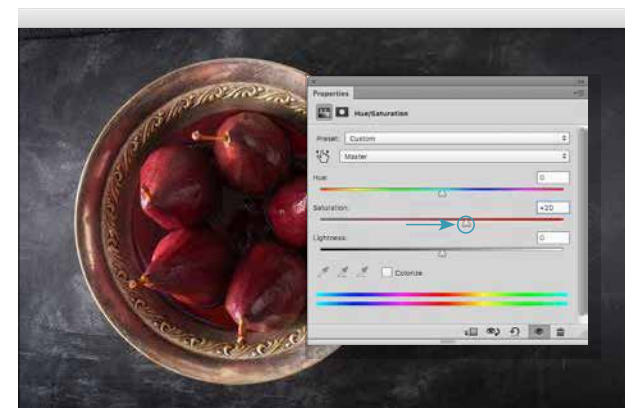 Properties
Hue/Saturation
Preset: Custom
Master
Hue: 0
Saturation: +20
Lightness: 0
Colorize